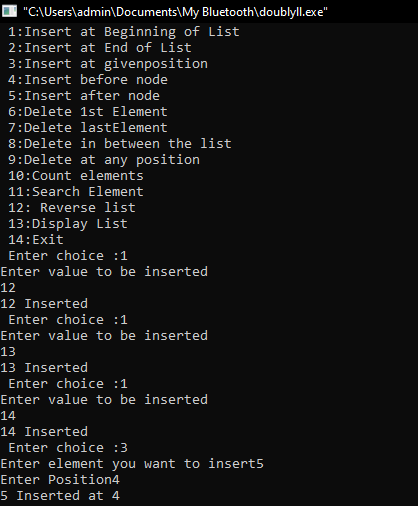 "C:\Users\admin\Documents\My Bluetooth\doublyll.exe"
1:Insert at Beginning of List
2:Insert at End of List
3:Insert at givenposition
4:Insert before node
5:Insert after node
6:Delete 1st Element
7:Delete lastElement
8:Delete in between the list
9:Delete at any position
10:Count elements
11:Search Element
12: Reverse list
13:Display List
14:Exit
Enter choice :1
Enter value to be inserted
12
12 Inserted
Enter choice :1
Enter value to be inserted
13
13 Inserted
Enter choice :1
Enter value to be inserted
14
14 Inserted
Enter choice :3
Enter element you want to insert5
Enter Position4
5 Inserted at 4